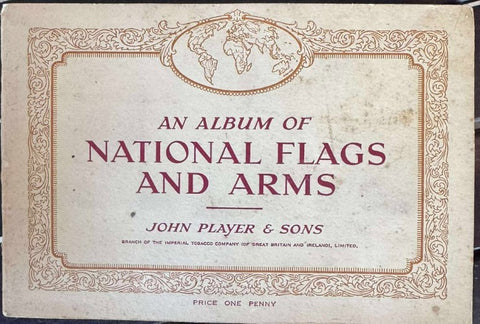 AN ALBUM OF
NATIONAL FLAGS
AND ARMS
JOHN PLAYER & SONS
BRANCH OF THE IMPERIAL TOBACCO COMPANY (OF GREAT BRITAIN AND IRELAND), LIMITED.
PRICE ONE PENNY